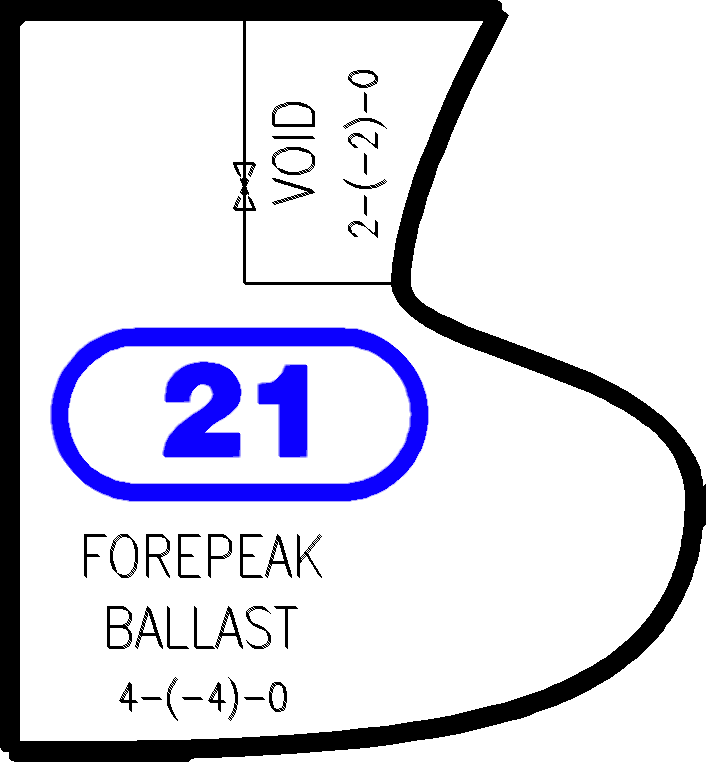 VOID
2-(-2)-0
21
FOREPEAK
BALLAST
4-(-4)-0